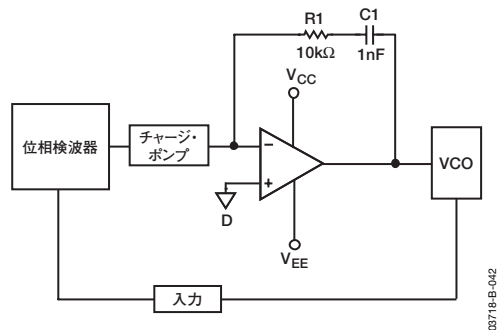 R1
10kΩ
C1
1nF
VCC
位相検波器
チャージ・
ポンプ
−
+
D
VEE
VCO
入力
03718-B-042